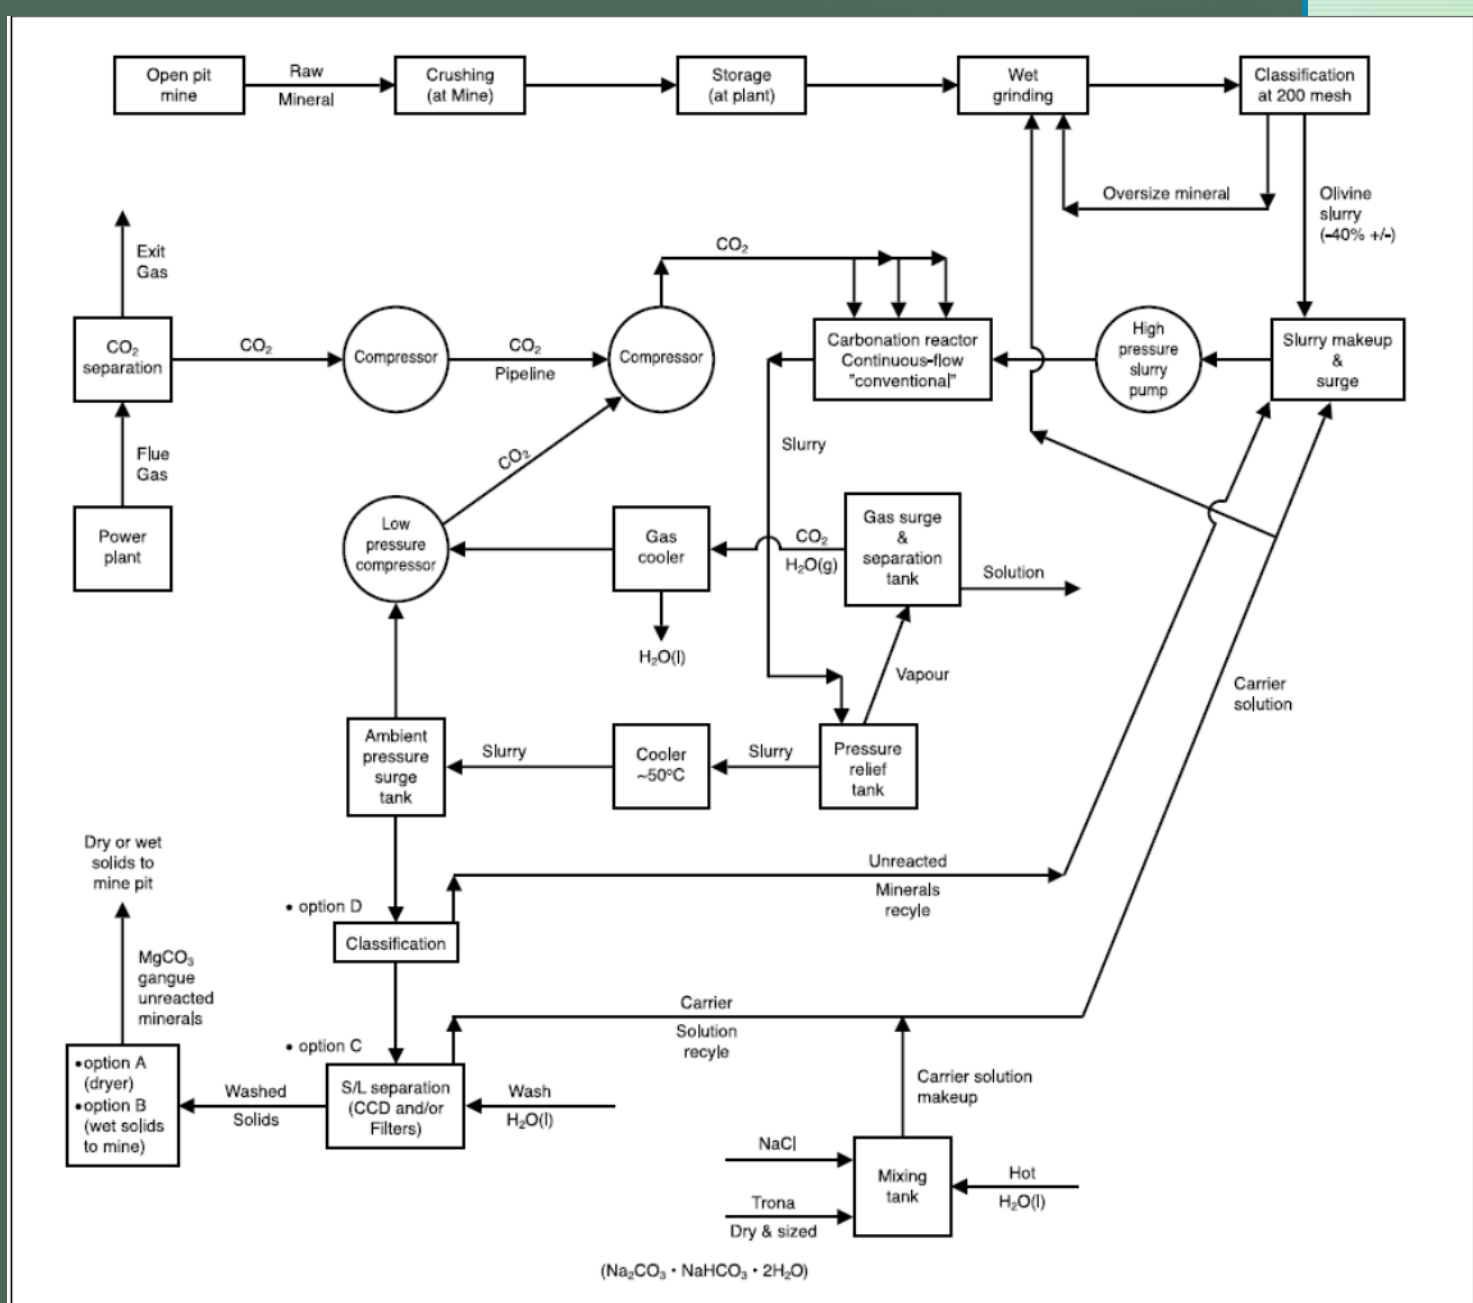 Open pit
mine
Raw
Mineral
Crushing
(at Mine)
Storage
(at plant)
Wet
grinding
Classification
at 200 mesh
Oversize mineral
Olivine
slurry
(-40% +/-)
Exit
Gas
CO₂
separation
CO₂
Compressor
CO₂
Pipeline
Compressor
CO₂
Carbonation reactor
Continuous-flow
"conventional"
High
pressure
slurry
pump
Slurry makeup
&
surge
Flue
Gas
Power
plant
CO₂
Low
pressure
compressor
Gas
cooler
H₂O(l)
CO₂
H₂O(g)
Slurry
Gas surge
&
separation
tank
Solution
Vapour
Carrier
solution
Ambient
pressure
surge
tank
Slurry
Cooler
~50ºC
Slurry
Pressure
relief
tank
Dry or wet
solids to
mine pit
MgCO₃
gangue
unreacted
minerals
• option D
Classification
Unreacted
Minerals
recyle
• option C
Carrier
Solution
recyle
•option A
(dryer)
•option B
(wet solids
to mine)
Washed
Solids
S/L separation
(CCD and/or
Filters)
Wash
H₂O(l)
Carrier solution
makeup
NaCl
Trona
Dry & sized
Mixing
tank
Hot
H₂O(l)
(Na₂CO₃ • NaHCO₃ • 2H₂O)